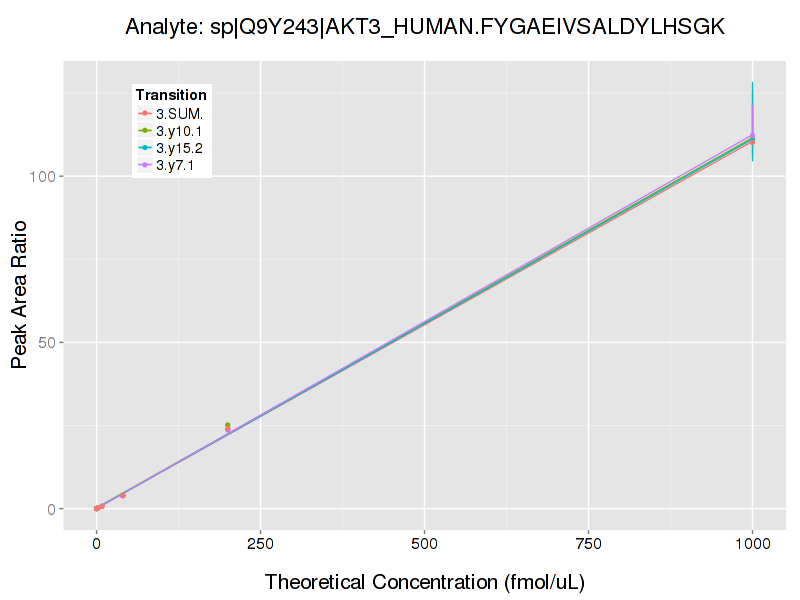 Analyte: sp|Q9Y243|AKT3_HUMAN.FYGAEIVSALDYLHSGK
Transition
3.SUM.
3.y10.1
3.y15.2
3.y7.1
Peak Area Ratio
100
50
0
0 250 500 750 1000
Theoretical Concentration (fmol/uL)